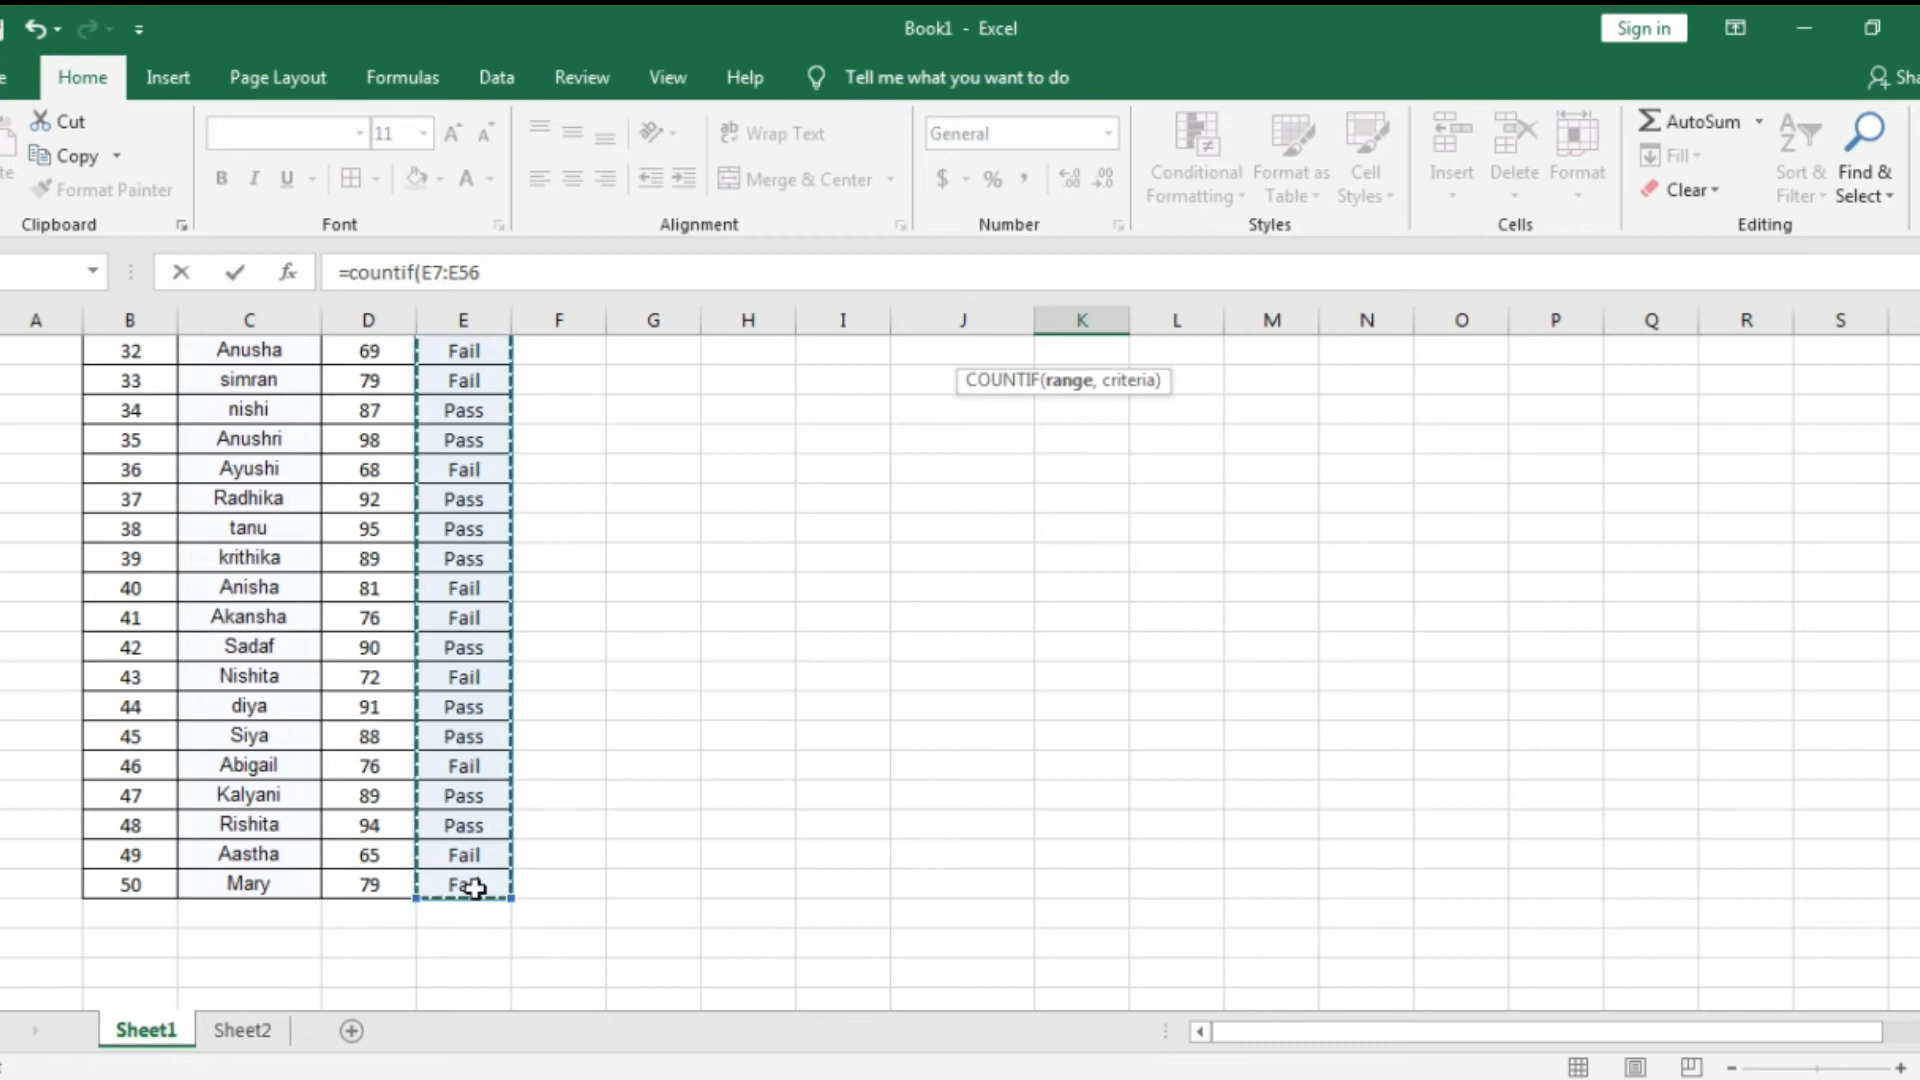 Book1 - Excel
Sign in
Home Insert Page Layout Formulas Data Review View Help Tell me what you want to do
Cut
Copy
Format Painter
Clipboard
11
B I U
Font
Wrap Text
Merge & Center
Alignment
General
$ % ,
Number
Conditional Formatting
Format as Table
Cell Styles
Styles
Insert Delete Format
Cells
AutoSum
Fill
Clear
Sort & Filter
Find & Select
Editing
=countif(E7:E56
A B C D E F G H I J K L M N O P Q R S
32 Anusha 69 Fail
COUNTIF(range, criteria)
33 simran 79 Fail
34 nishi 87 Pass
35 Anushri 98 Pass
36 Ayushi 68 Fail
37 Radhika 92 Pass
38 tanu 95 Pass
39 krithika 89 Pass
40 Anisha 81 Fail
41 Akansha 76 Fail
42 Sadaf 90 Pass
43 Nishita 72 Fail
44 diya 91 Pass
45 Siya 88 Pass
46 Abigail 76 Fail
47 Kalyani 89 Pass
48 Rishita 94 Pass
49 Aastha 65 Fail
50 Mary 79
Sheet1 Sheet2